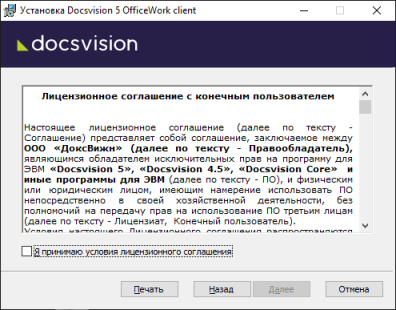 Установка Docsvision 5 OfficeWork client
docsvision
Лицензионное соглашение с конечным пользователем
Настоящее лицензионное соглашение (далее по тексту -
Соглашение) представляет собой соглашение, заключаемое между
ООО «ДоксВижн» (далее по тексту - Правообладатель),
являющимся обладателем исключительных прав на программу для
ЭВМ «Docsvision 5», «Docsvision 4.5», «Docsvision Core» и
иные программы для ЭВМ (далее по тексту - ПО), и физическим
или юридическим лицом, имеющим намерение использовать ПО
непосредственно в своей хозяйственной деятельности, без
полномочий на передачу прав на использование ПО третьим лицам
(далее по тексту - Лицензиат, Конечный пользователь).
Условия настоящего Лицензионного соглашения распространяются
Я принимаю условия лицензионного соглашения
Печать Назад Далее Отмена